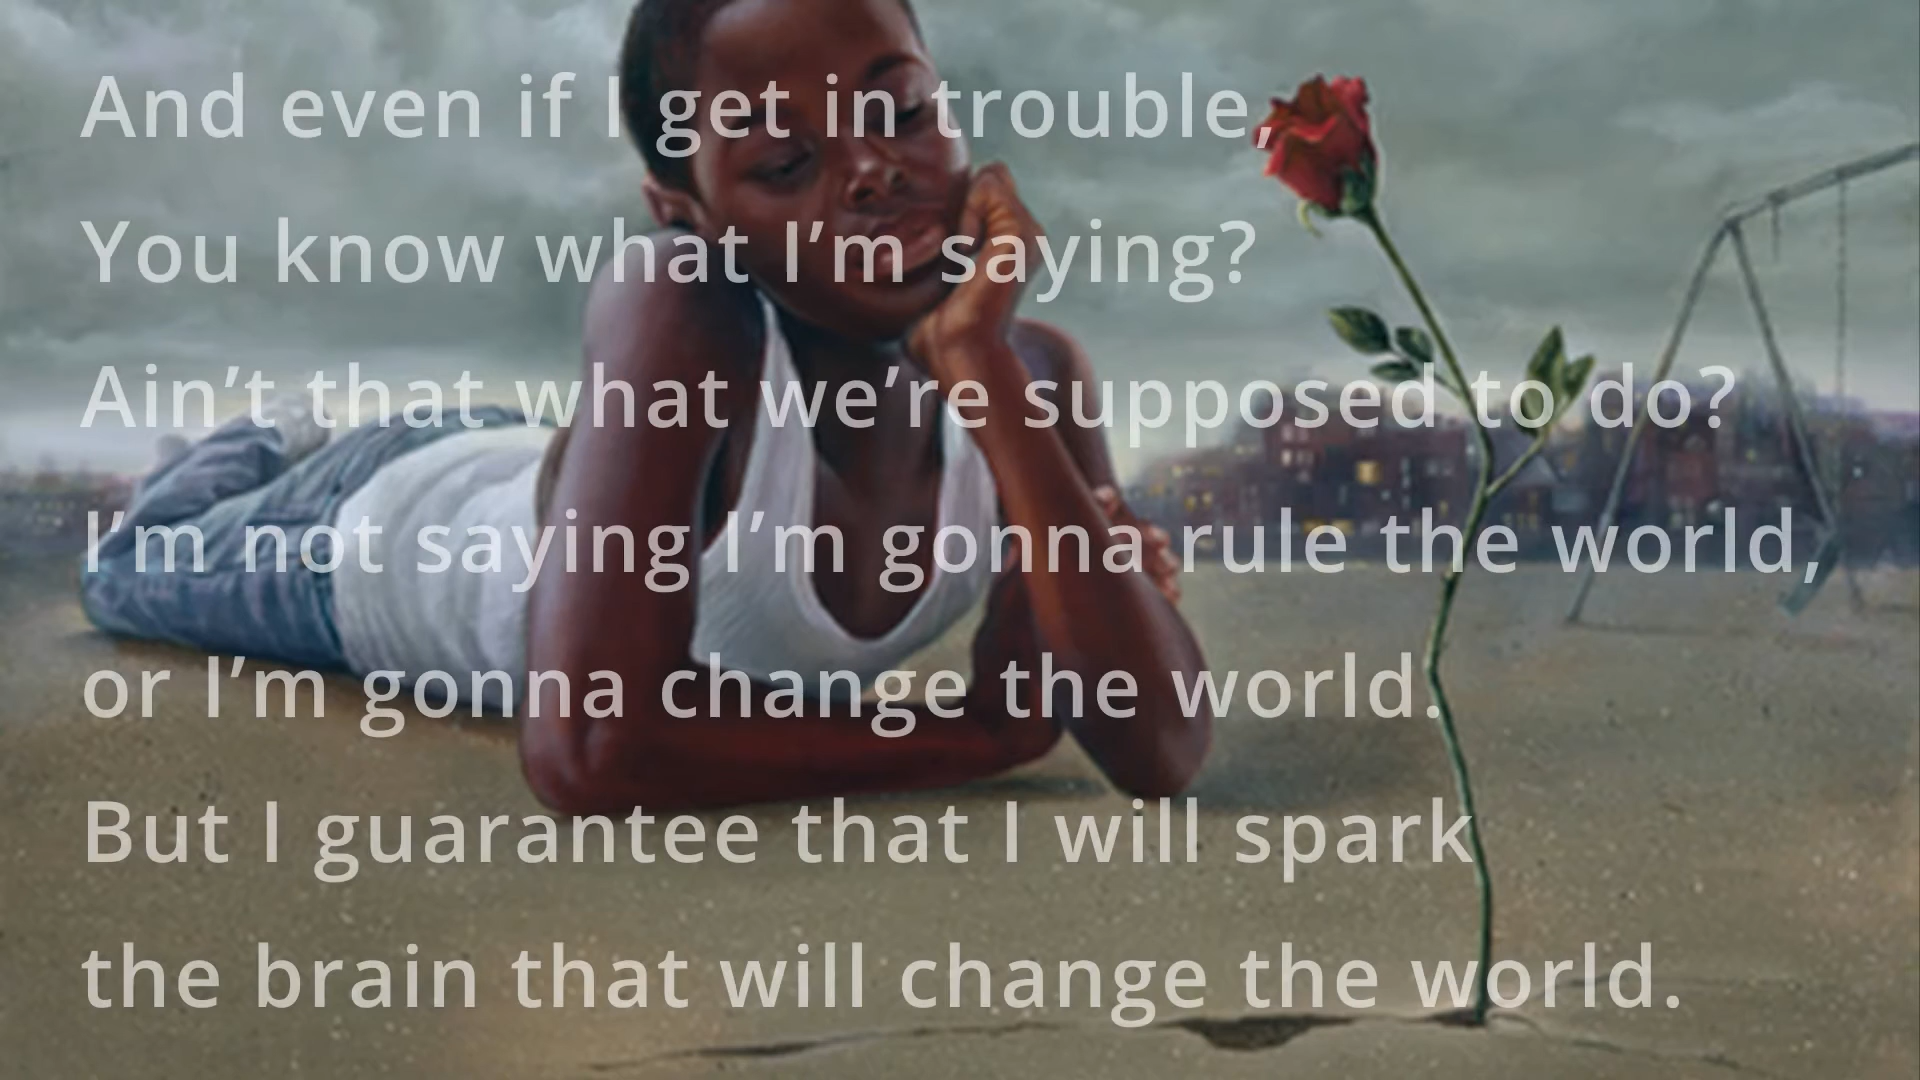 And even if I get in trouble,
You know what I’m saying?
Ain’t that what we’re supposed to do?
I’m not saying I’m gonna rule the world,
or I’m gonna change the world.
But I guarantee that I will spark
the brain that will change the world.